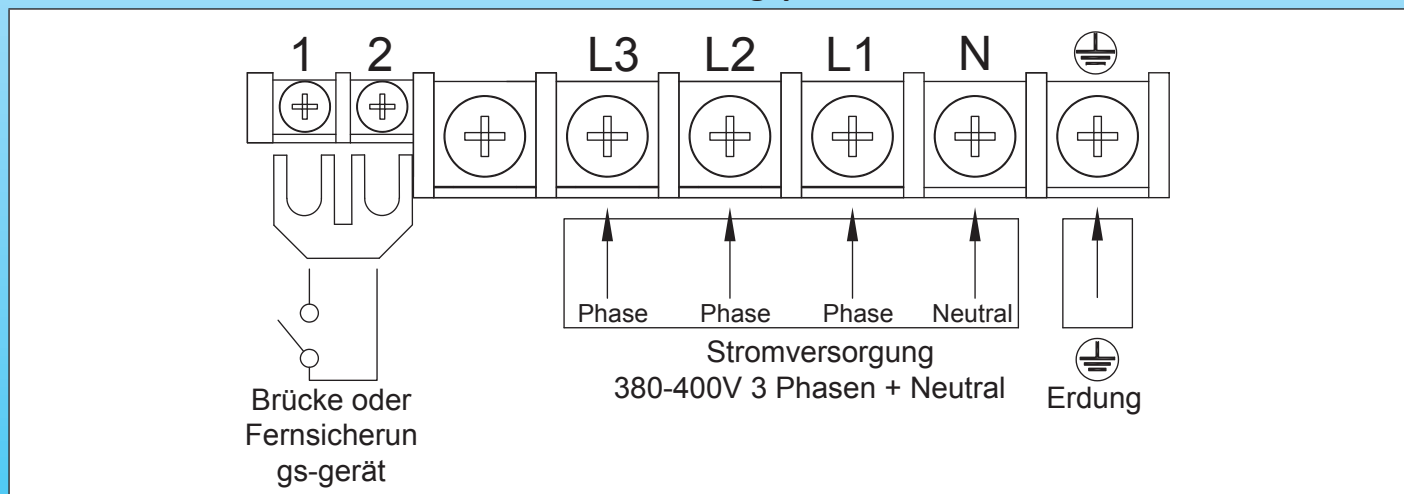 1 2 L3 L2 L1 N
Phase Phase Phase Neutral
Stromversorgung
380-400V 3 Phasen + Neutral
Erdung
Brücke oder
Fernsicherun
gs-gerät